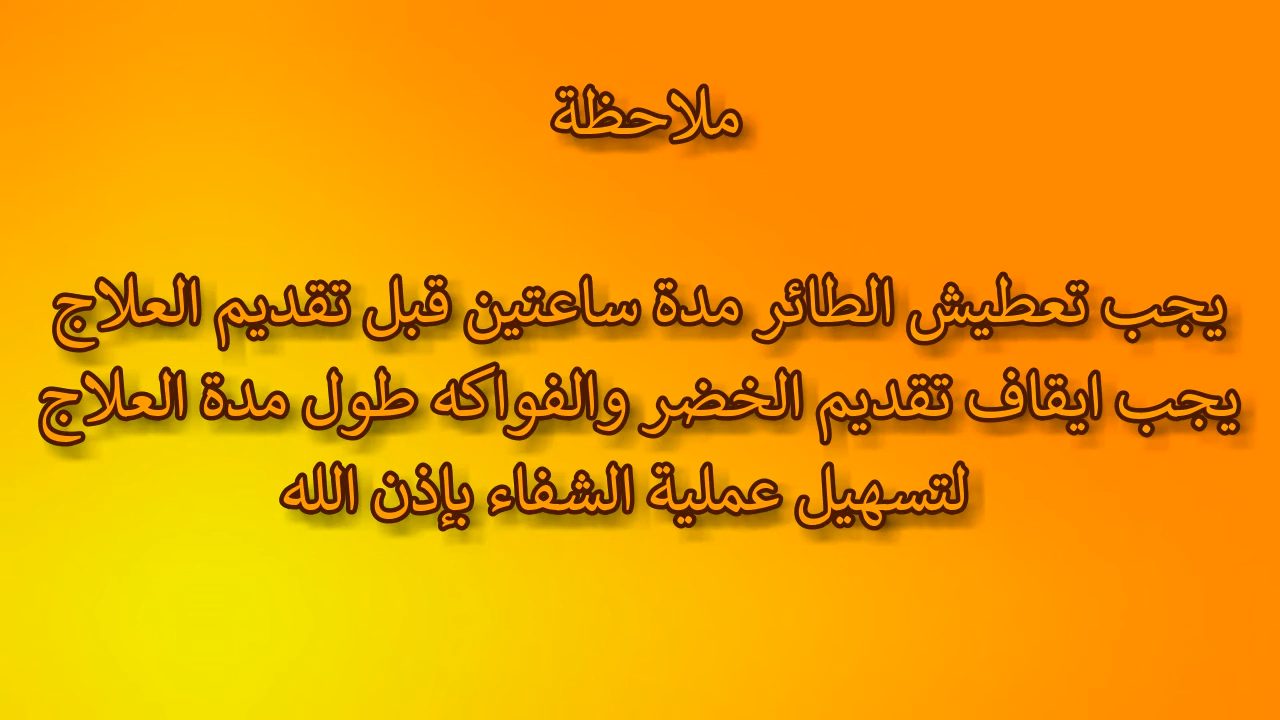 ملاحظة
يجب تعطيش الطائر مدة ساعتين قبل تقديم العلاج
يجب ايقاف تقديم الخضر والفواكه طول مدة العلاج
لتسهيل عملية الشفاء بإذن الله